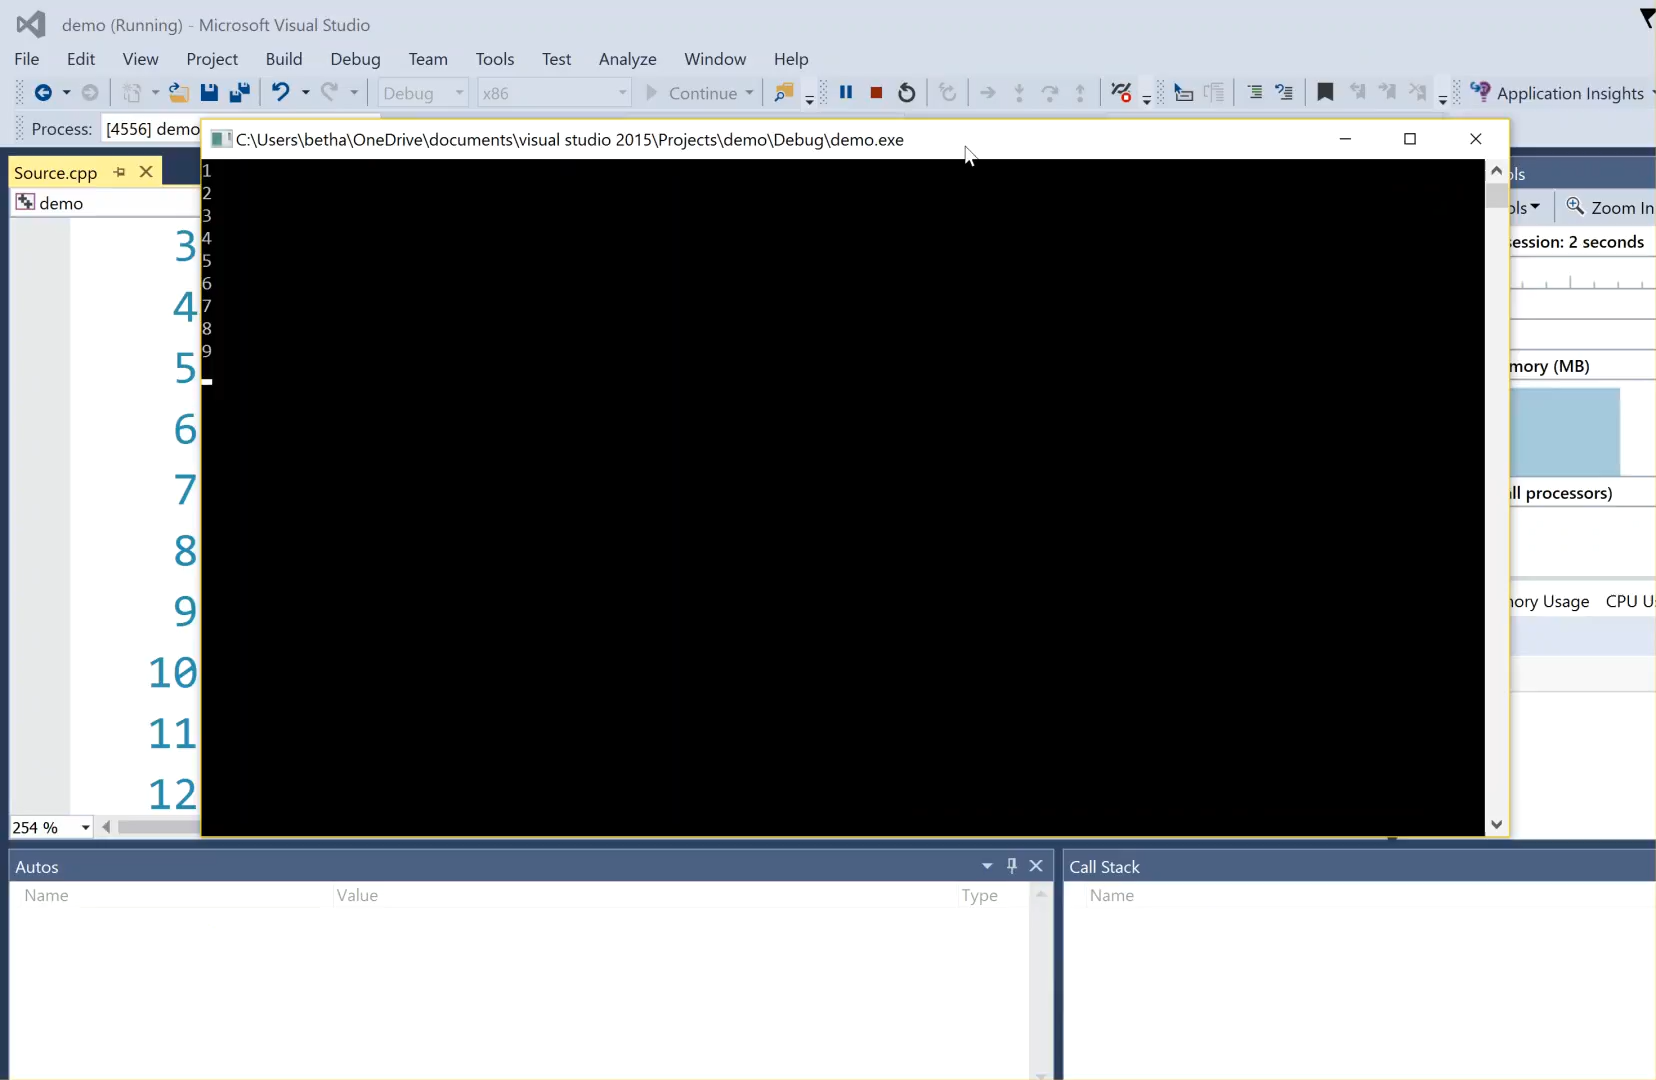 demo (Running) - Microsoft Visual Studio
File Edit View Project Build Debug Team Tools Test Analyze Window Help
Debug x86 Continue Application Insights
Process: [4556] demo
C:\Users\betha\OneDrive\documents\visual studio 2015\Projects\demo\Debug\demo.exe
Source.cpp
demo
1
2
3
4
5
6
7
8
9
3
4
5
6
7
8
9
10
11
12
254 %
ols
ols Zoom In
ession: 2 seconds
mory (MB)
ll processors)
nory Usage CPU Us
Autos
Name Value Type
Call Stack
Name